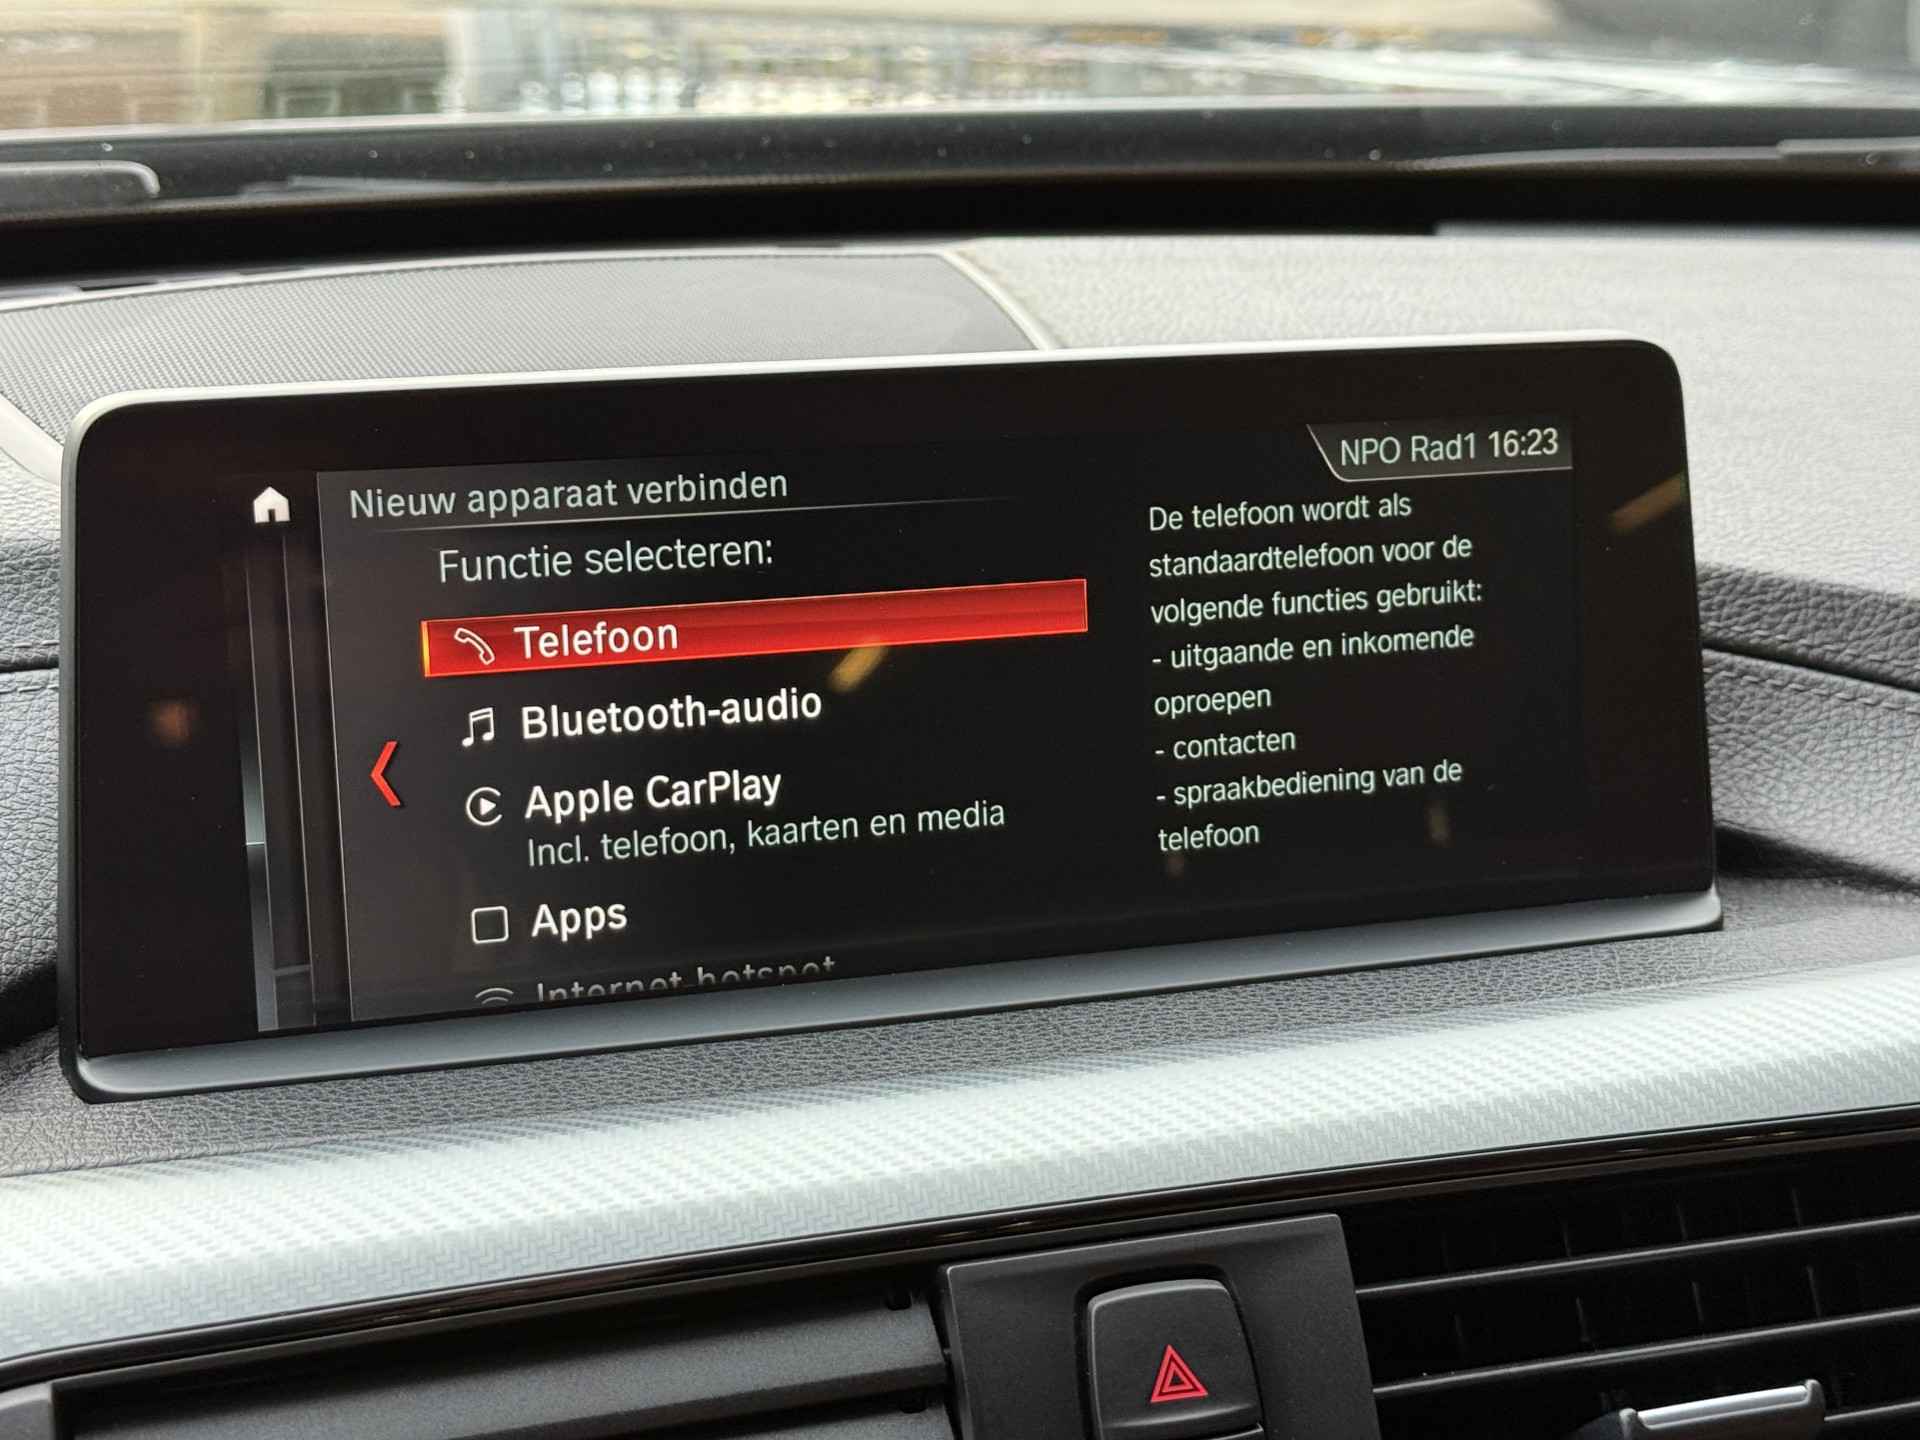 NPO Rad1 16:23
Nieuw apparaat verbinden
Functie selecteren:
Telefoon
Bluetooth-audio
Apple CarPlay
Incl. telefoon, kaarten en media
Apps
Internet-hotspot
De telefoon wordt als
standaardtelefoon voor de
volgende functies gebruikt:
- uitgaande en inkomende
oproepen
- contacten
- spraakbediening van de
telefoon